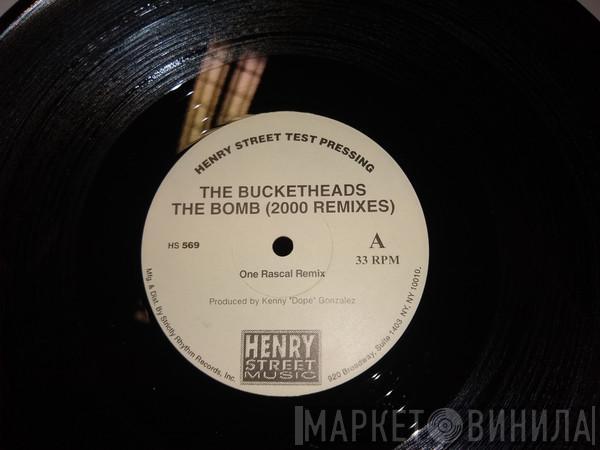 HENRY STREET TEST PRESSING
THE BUCKETHEADS
THE BOMB (2000 REMIXES)
HS 569
A
33 RPM
One Rascal Remix
Produced by Kenny "Dope" Gonzalez
HENRY
STREET
MUSIC
Mfg. & Dist. By Strictly Rhythm Records, Inc.
920 Broadway, Suite 1403 NY, NY, 10010.
МАРКЕТ ВИНИЛА